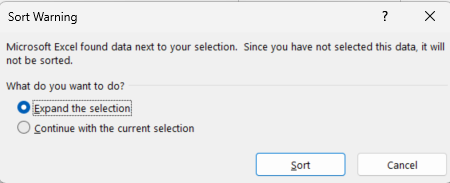 Sort Warning
?
Microsoft Excel found data next to your selection.  Since you have not selected this data, it will
not be sorted.
What do you want to do?
Expand the selection
Continue with the current selection
Sort
Cancel